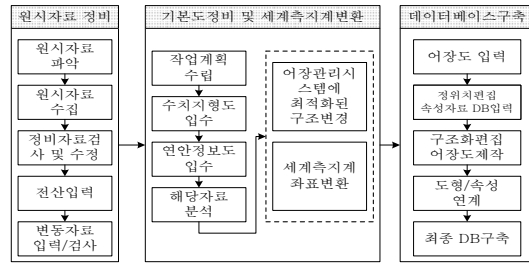 원시자료 정비
원시자료
파악
원시자료
수집
정비자료검
사 및 수정
전산입력
변동자료
입력/검사
기본도정비 및 세계측지계변환
작업계획
수립
수치지형도
입수
연안정보도
입수
해당자료
분석
어장관리시
스템에
최적화된
구조변경
세계측지계
좌표변환
데이터베이스구축
어장도 입력
정위치편집
속성자료 DB입력
구조화편집
어장도제작
도형/속성
연계
최종 DB구축